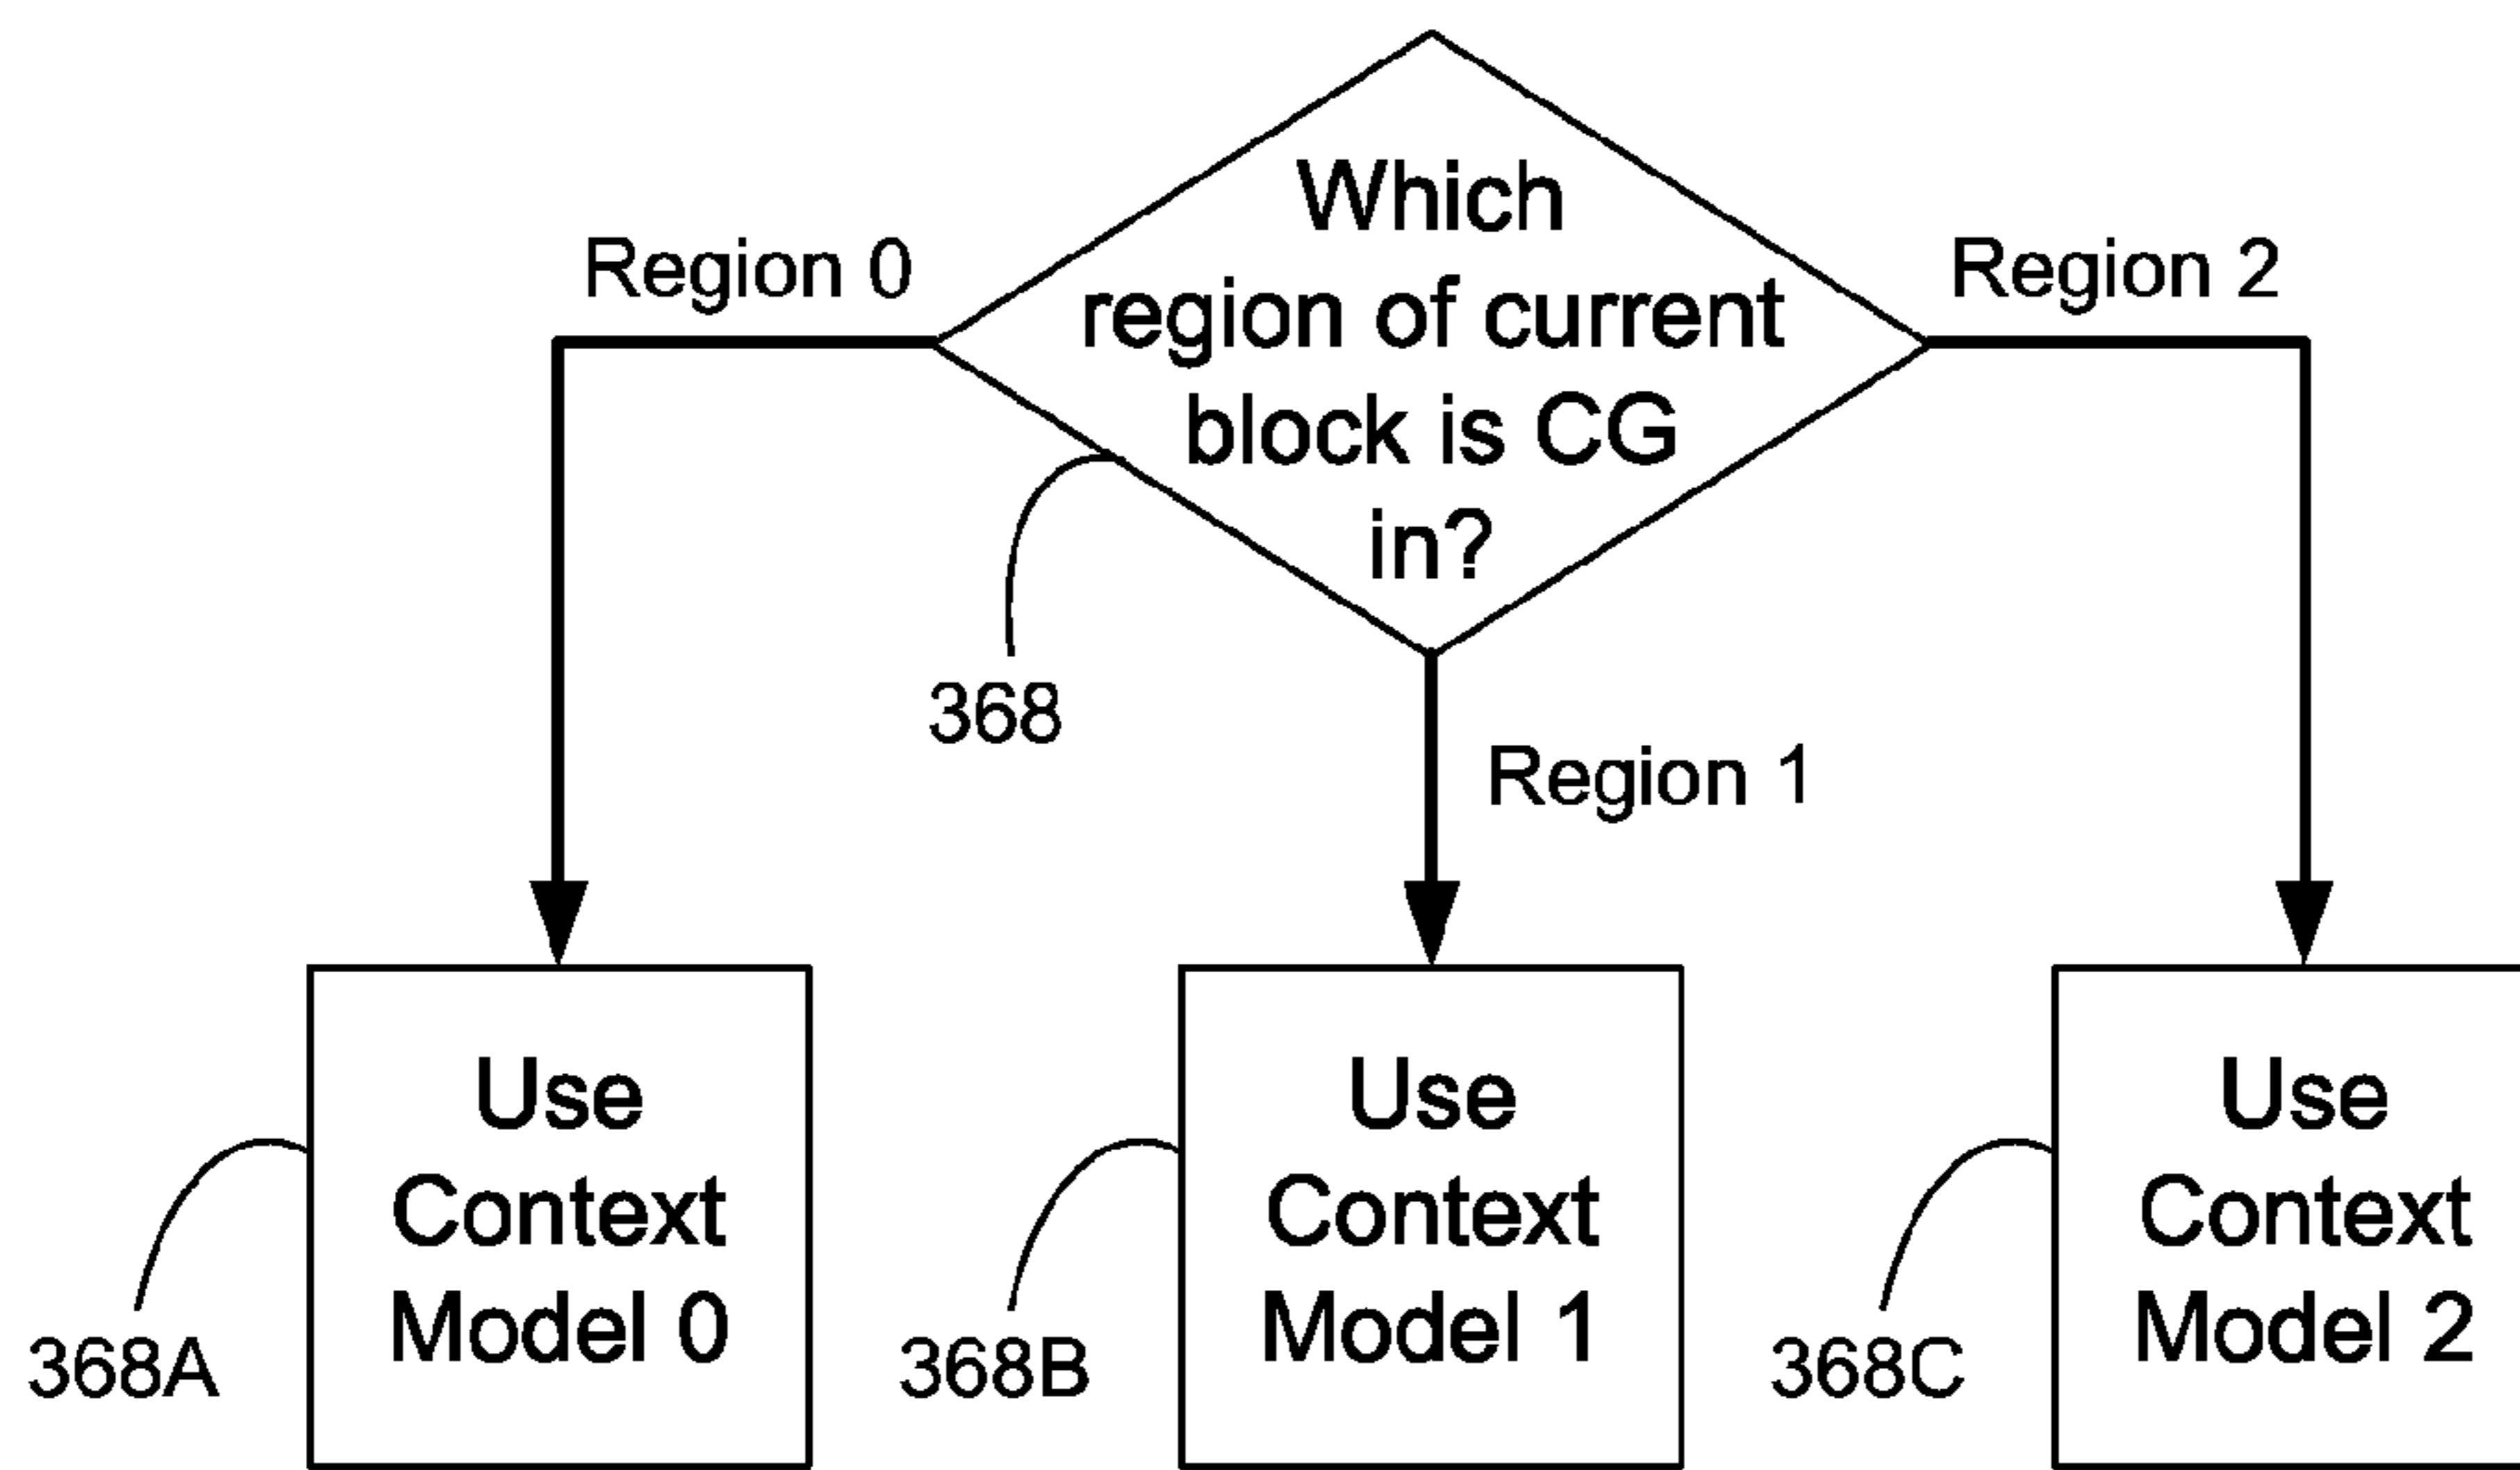 Which
region of current
block is CG
in?
Region 0
Region 2
368
Region 1
Use
Context
Model 0
368A
Use
Context
Model 1
368B
Use
Context
Model 2
368C